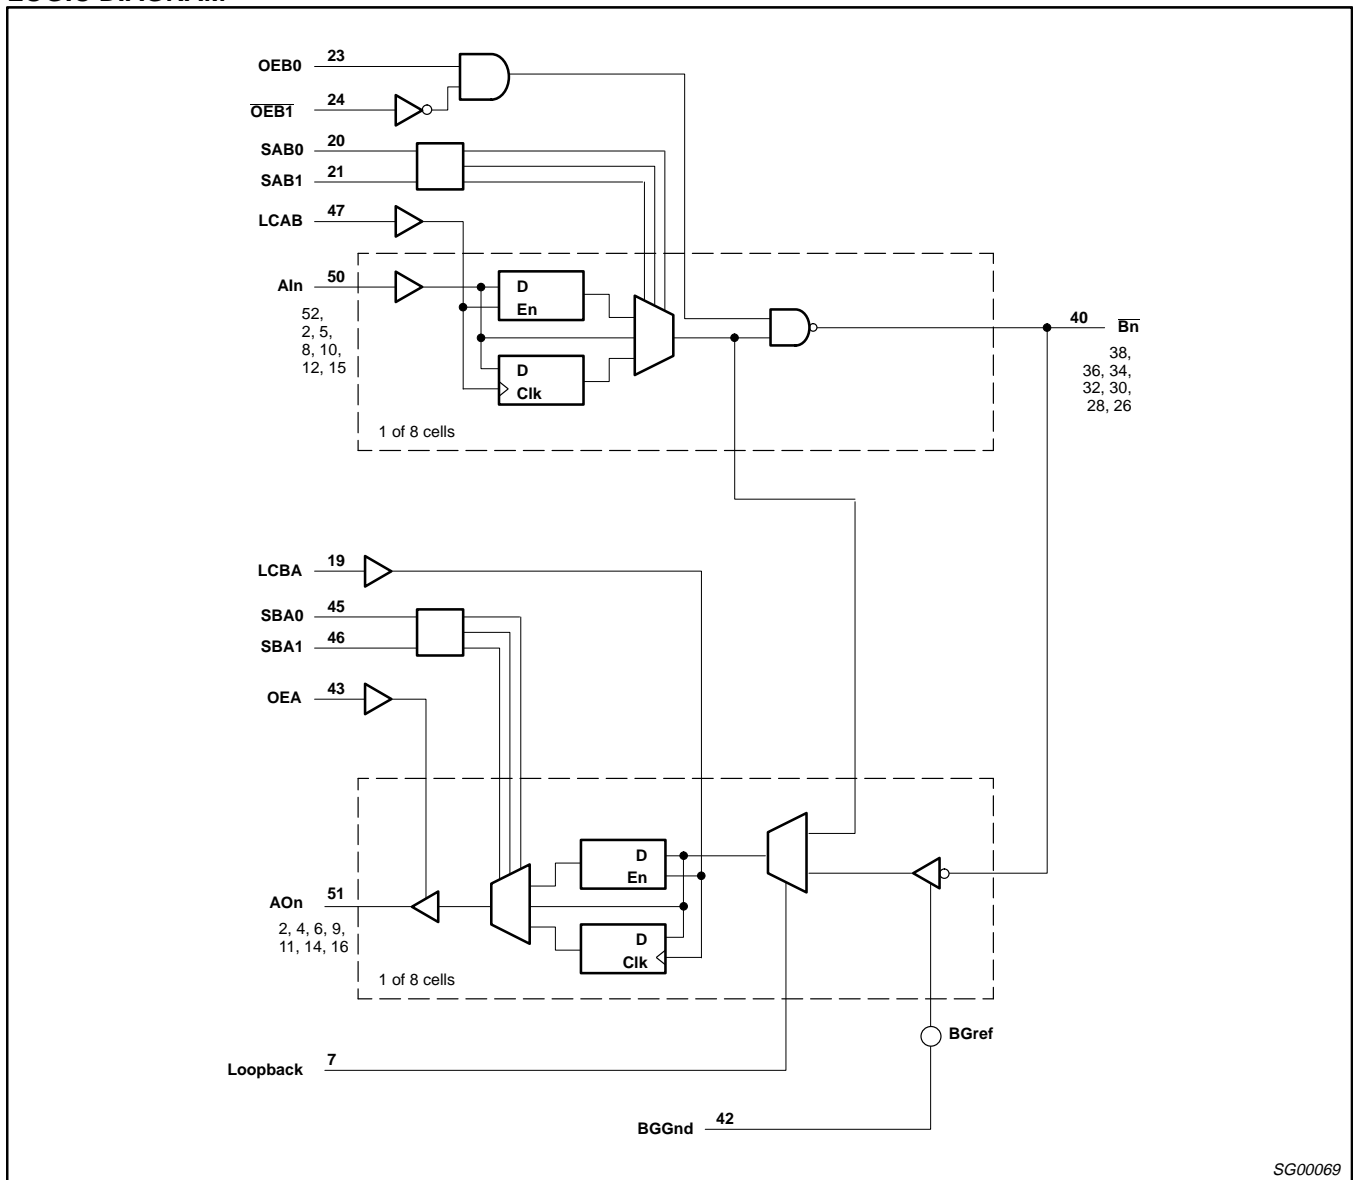 OEB0 23
OEB1 24
SAB0 20
SAB1 21
LCAB 47
AIn 50
52,
2, 5,
8, 10,
12, 15
D
En
D
Clk
1 of 8 cells
40 Bn
38,
36, 34,
32, 30,
28, 26
LCBA 19
SBA0 45
SBA1 46
OEA 43
D
En
D
Clk
AOn 51
2, 4, 6, 9,
11, 14, 16
1 of 8 cells
BGref
Loopback 7
BGGnd 42
SG00069